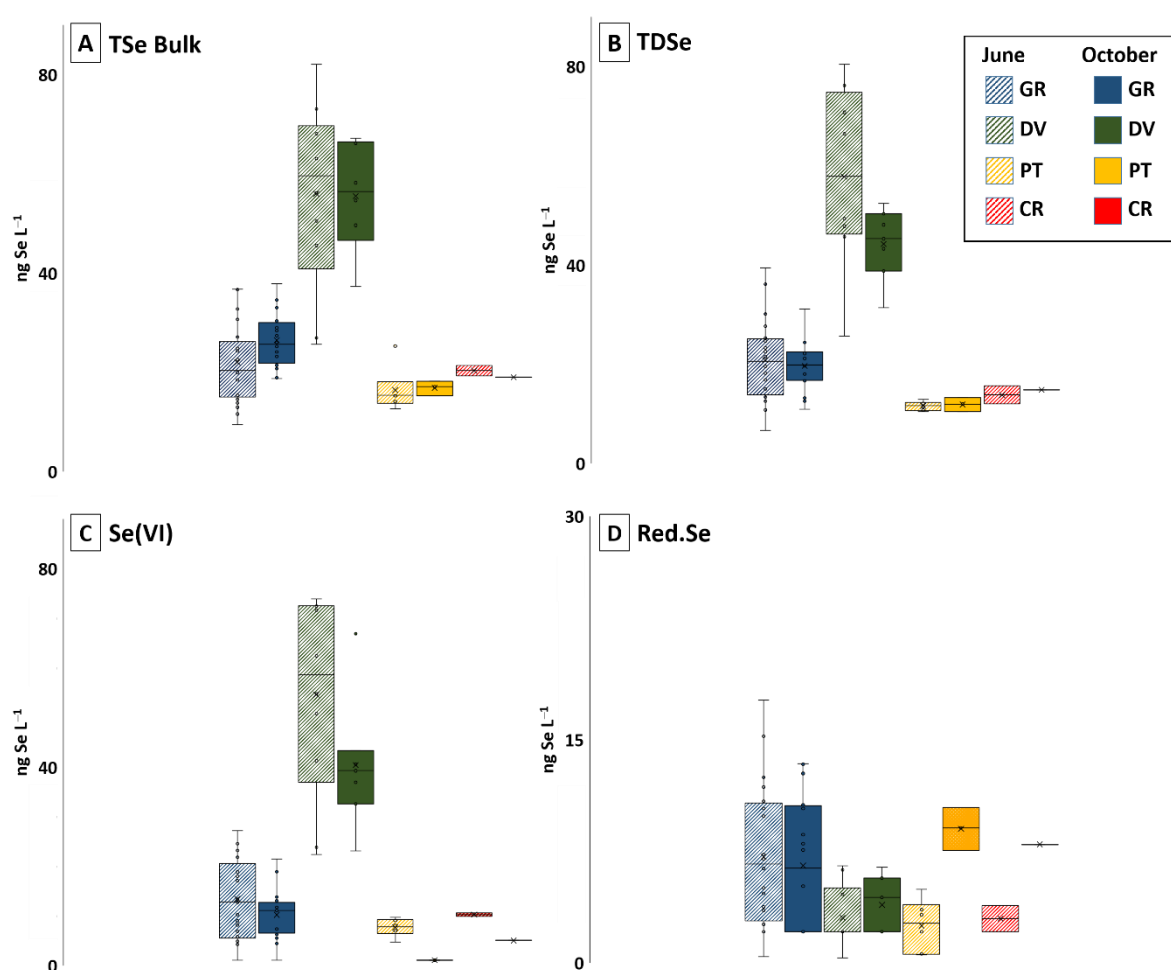 A TSe Bulk
80
40
0
ng Se L⁻¹
B TDSe
80
40
0
ng Se L⁻¹
June October
GR GR
DV DV
PT PT
CR CR
C Se(VI)
80
40
0
ng Se L⁻¹
30
D Red.Se
15
0
ng Se L⁻¹